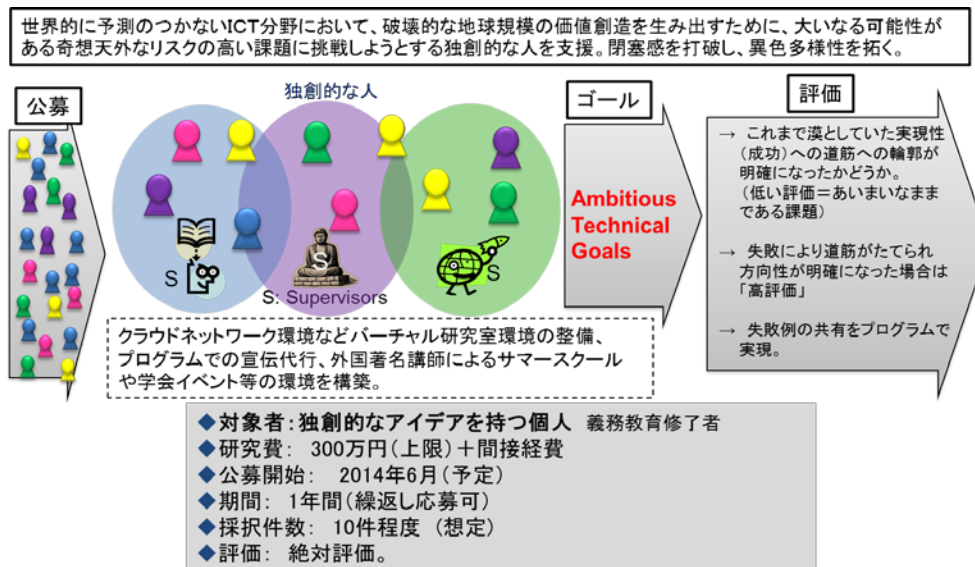 世界的に予測のつかないICT分野において、破壊的な地球規模の価値創造を生み出すために、大いなる可能性が
ある奇想天外なリスクの高い課題に挑戦しようとする独創的な人を支援。閉塞感を打破し、異色多様性を拓く。
公募
独創的な人
S
S
S
S: Supervisors
クラウドネットワーク環境などバーチャル研究室環境の整備、
プログラムでの宣伝代行、外国著名講師によるサマースクール
や学会イベント等の環境を構築。
ゴール
Ambitious
Technical
Goals
評価
→ これまで漠としていた実現性
(成功)への道筋への輪郭が
明確になったかどうか。
(低い評価=あいまいなまま
である課題)
→ 失敗により道筋がたてられ
方向性が明確になった場合は
「高評価」
→ 失敗例の共有をプログラムで
実現。
◆対象者:独創的なアイデアを持つ個人 義務教育修了者
◆研究費: 300万円(上限)+間接経費
◆公募開始: 2014年6月(予定)
◆期間: 1年間(繰返し応募可)
◆採択件数: 10件程度 (想定)
◆評価: 絶対評価。